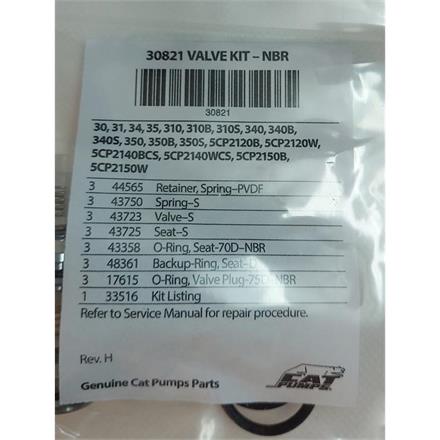 30821 VALVE KIT – NBR
30821
30, 31, 34, 35, 310, 310B, 310S, 340, 340B,
340S, 350, 350B, 350S, 5CP2120B, 5CP2120W,
5CP2140BCS, 5CP2140WCS, 5CP2150B,
5CP2150W
3 44565 Retainer, Spring–PVDF
3 43750 Spring–S
3 43723 Valve–S
3 43725 Seat–S
3 43358 O-Ring, Seat-70D–NBR
3 48361 Backup-Ring, Seat–D
3 17615 O-Ring, Valve Plug-75D–NBR
1 33516 Kit Listing
Refer to Service Manual for repair procedure.
Rev. H
CAT
PUMPS
Genuine Cat Pumps Parts